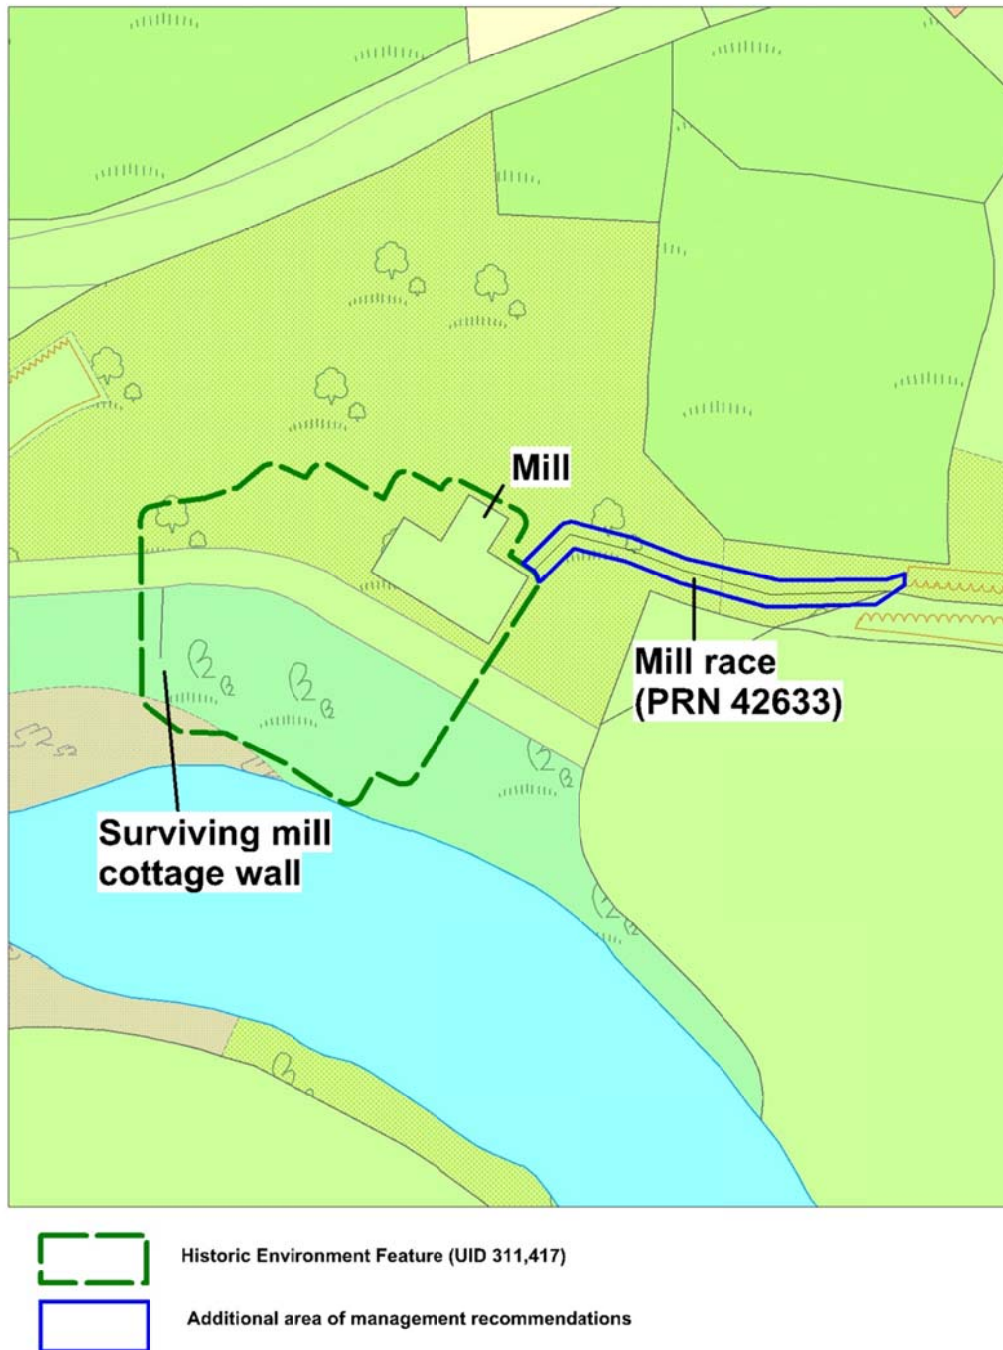 Mill
Mill race
(PRN 42633)
Surviving mill
cottage wall
Historic Environment Feature (UID 311,417)
Additional area of management recommendations